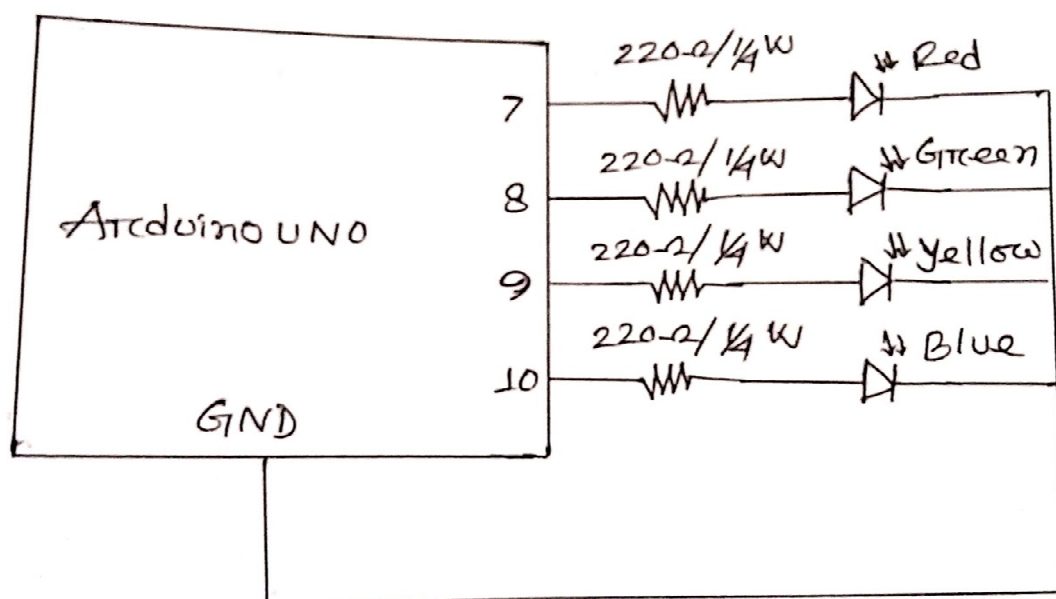 220Ω/¼W
Red
7
220Ω/¼W
Green
8
Arduino UNO
220Ω/¼W
Yellow
9
220Ω/¼W
Blue
10
GND